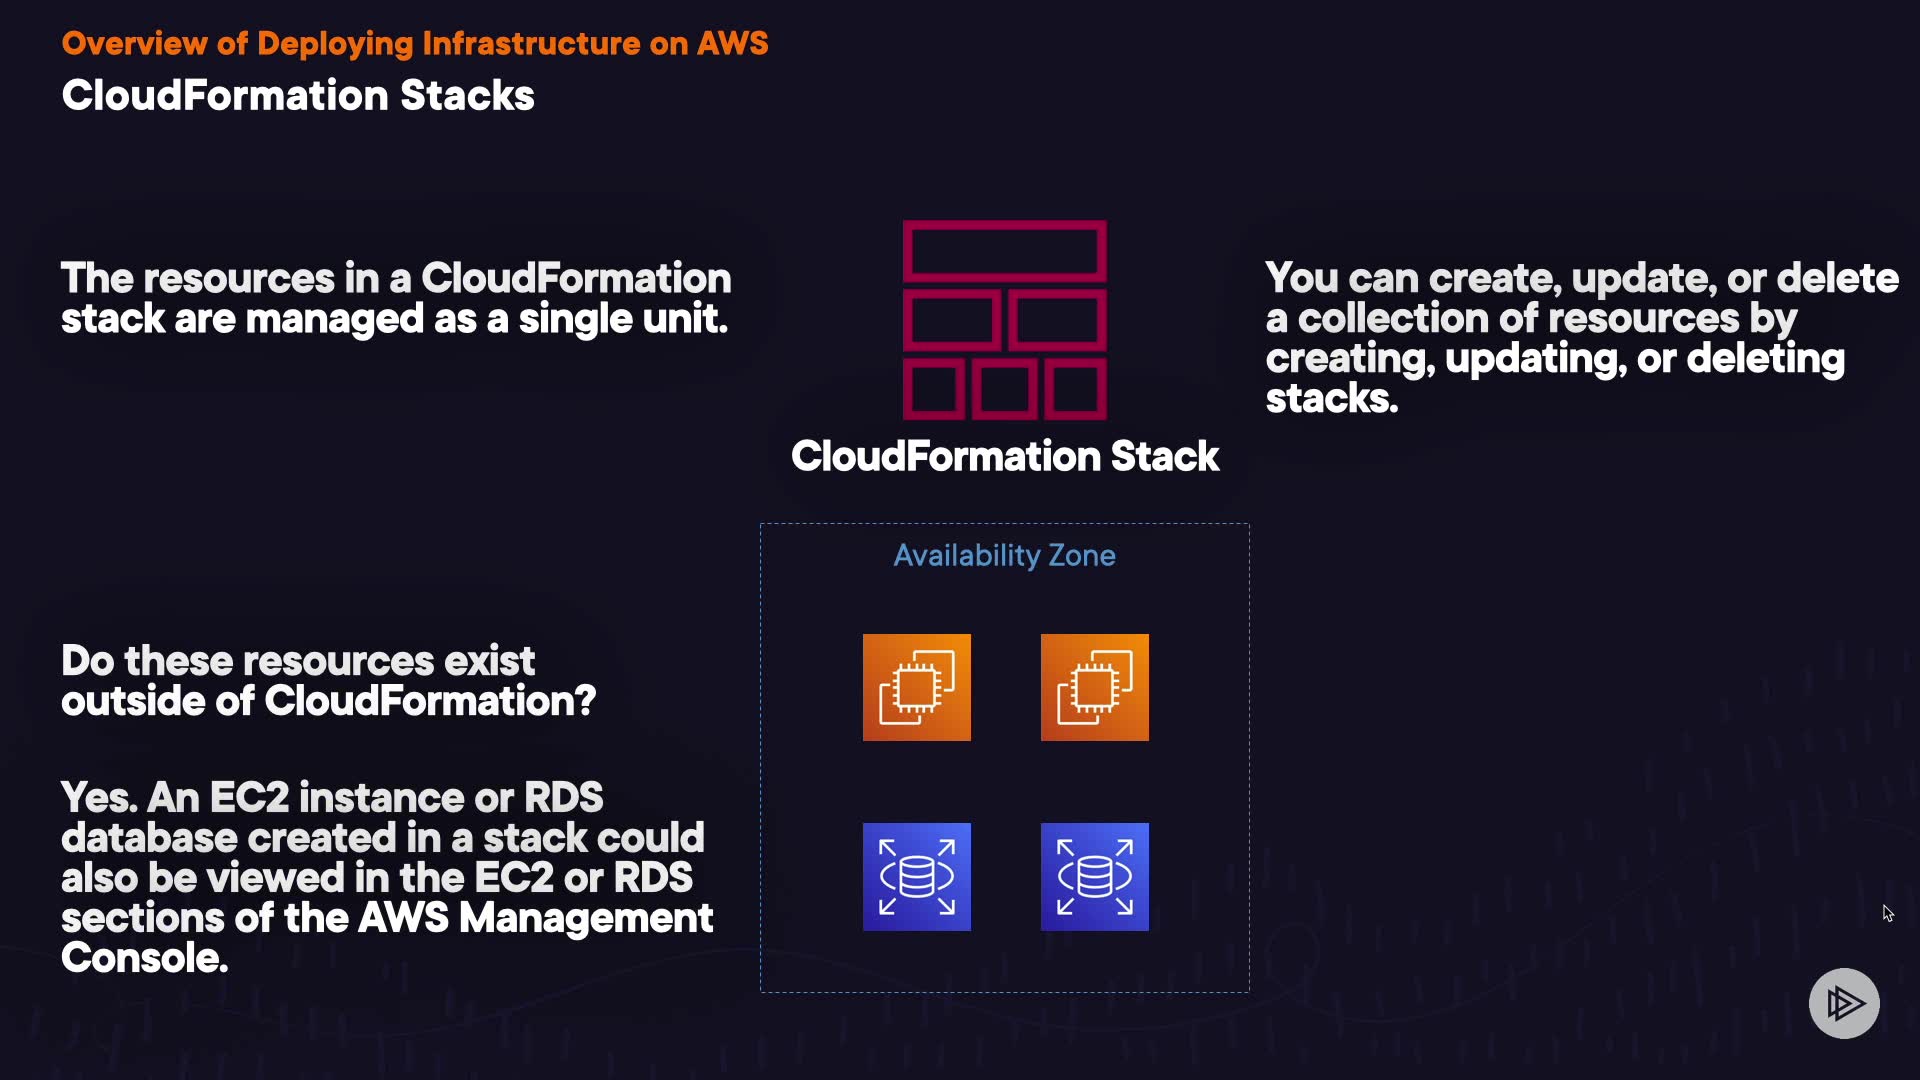 Overview of Deploying Infrastructure on AWS
CloudFormation Stacks
The resources in a CloudFormation
stack are managed as a single unit.
You can create, update, or delete
a collection of resources by
creating, updating, or deleting
stacks.
CloudFormation Stack
Availability Zone
Do these resources exist
outside of CloudFormation?
Yes. An EC2 instance or RDS
database created in a stack could
also be viewed in the EC2 or RDS
sections of the AWS Management
Console.